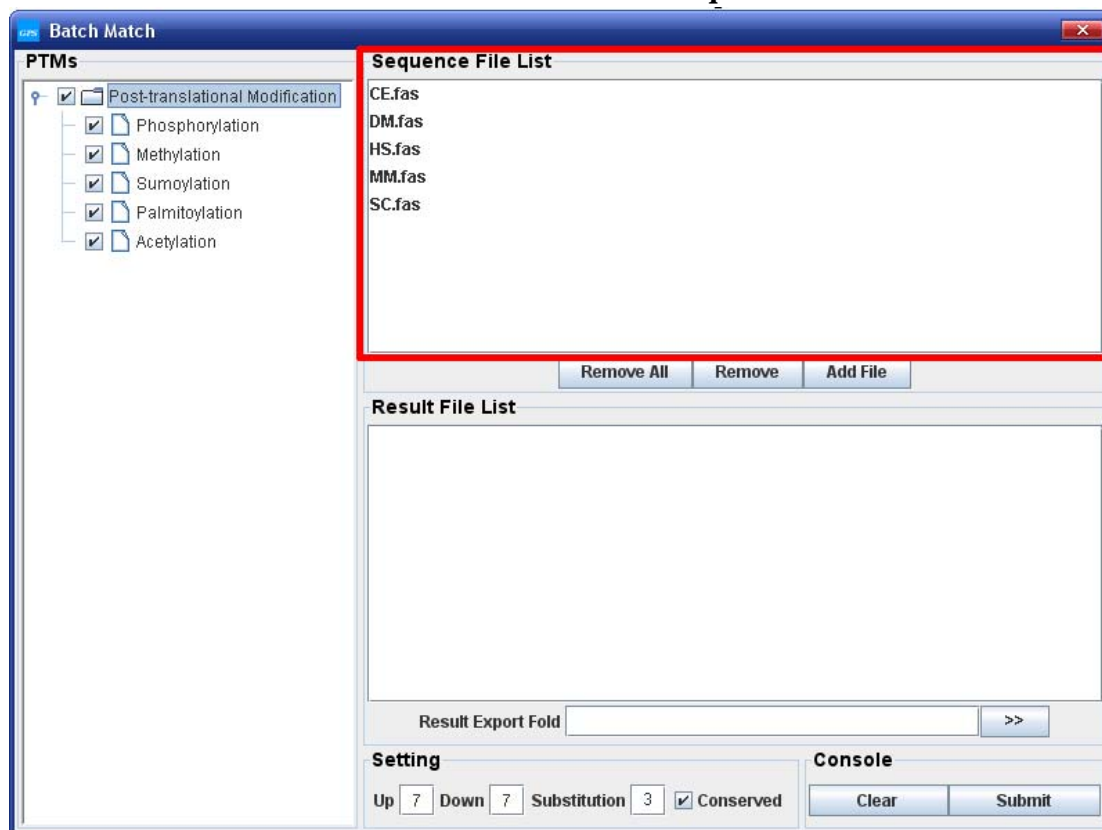 GPS Batch Match
PTMs
Post-translational Modification
Phosphorylation
Methylation
Sumoylation
Palmitoylation
Acetylation
Sequence File List
CE.fas
DM.fas
HS.fas
MM.fas
SC.fas
Remove All Remove Add File
Result File List
Result Export Fold >>
Setting
Up 7 Down 7 Substitution 3 Conserved
Console
Clear Submit